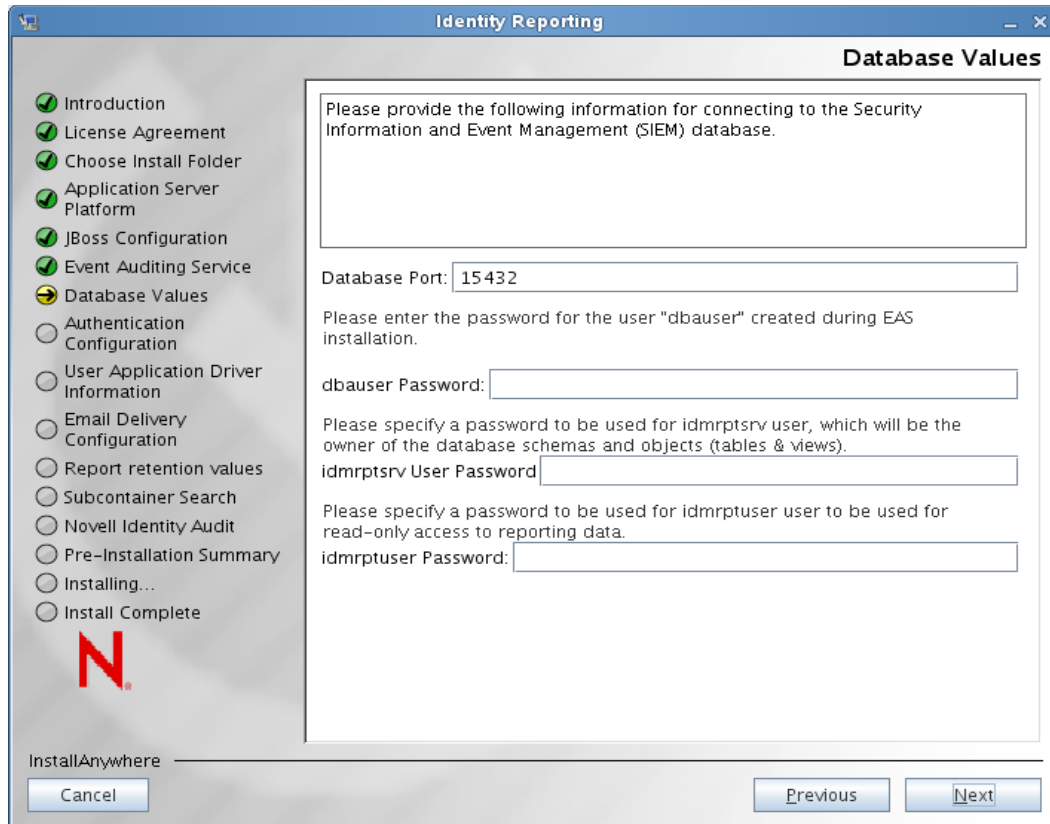 Identity Reporting
Database Values
Introduction
License Agreement
Choose Install Folder
Application Server
Platform
JBoss Configuration
Event Auditing Service
Database Values
Authentication
Configuration
User Application Driver
Information
Email Delivery
Configuration
Report retention values
Subcontainer Search
Novell Identity Audit
Pre-Installation Summary
Installing...
Install Complete
N®
Please provide the following information for connecting to the Security
Information and Event Management (SIEM) database.
Database Port: 15432
Please enter the password for the user "dbauser" created during EAS
installation.
dbauser Password:
Please specify a password to be used for idmrptsrv user, which will be the
owner of the database schemas and objects (tables & views).
idmrptsrv User Password
Please specify a password to be used for idmrptuser user to be used for
read-only access to reporting data.
idmrptuser Password:
InstallAnywhere
Cancel
Previous
Next